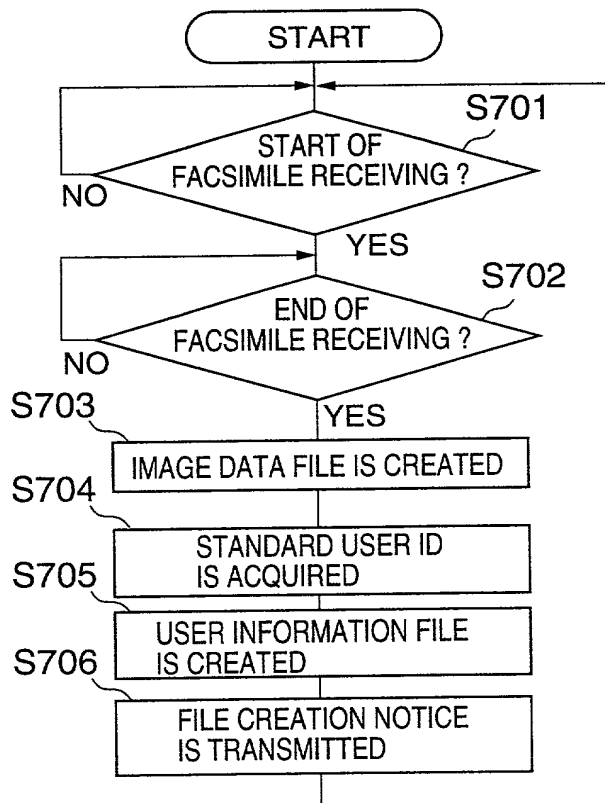 START
S701
START OF
FACSIMILE RECEIVING ?
NO
YES
S702
END OF
FACSIMILE RECEIVING ?
NO
YES
S703
IMAGE DATA FILE IS CREATED
S704
STANDARD USER ID
IS ACQUIRED
S705
USER INFORMATION FILE
IS CREATED
S706
FILE CREATION NOTICE
IS TRANSMITTED